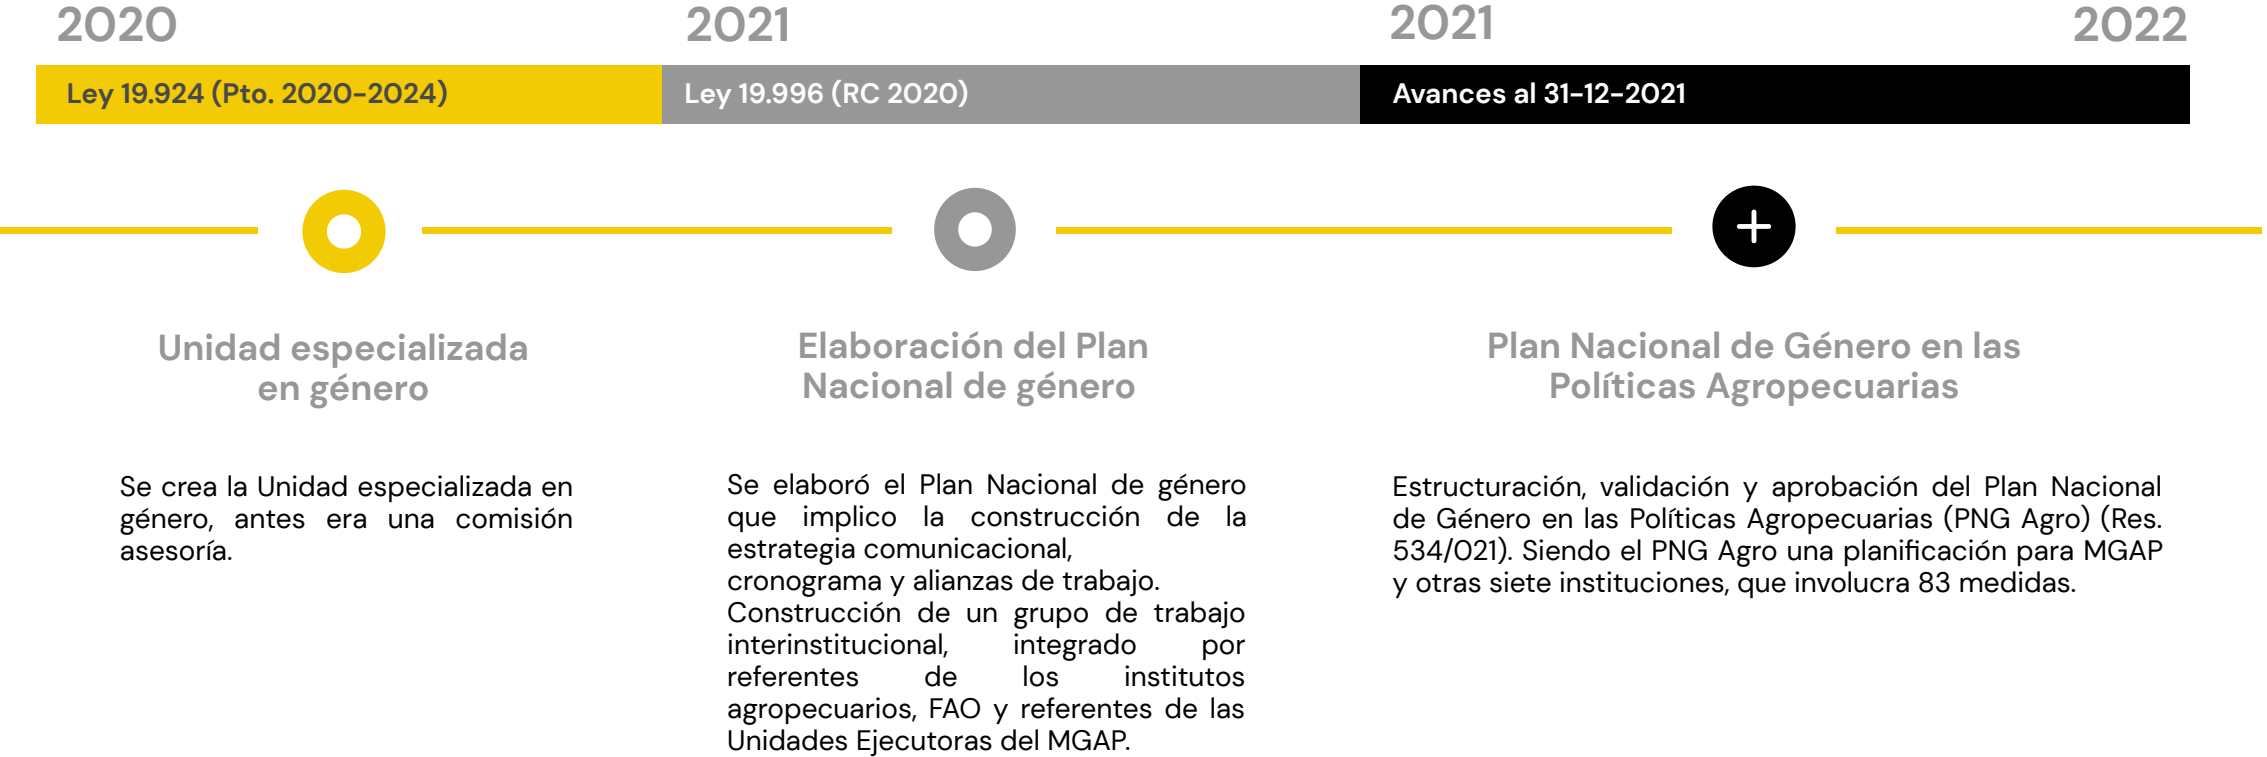 2020
2021
2021
2022
Ley 19.924 (Pto. 2020-2024)
Ley 19.996 (RC 2020)
Avances al 31-12-2021
Unidad especializada
en género
Se crea la Unidad especializada en
género, antes era una comisión
asesoría.
Elaboración del Plan
Nacional de género
Se elaboró el Plan Nacional de género
que implico la construcción de la
estrategia comunicacional,
cronograma y alianzas de trabajo.
Construcción de un grupo de trabajo
interinstitucional, integrado por
referentes de los institutos
agropecuarios, FAO y referentes de las
Unidades Ejecutoras del MGAP.
Plan Nacional de Género en las
Políticas Agropecuarias
Estructuración, validación y aprobación del Plan Nacional
de Género en las Políticas Agropecuarias (PNG Agro) (Res.
534/021). Siendo el PNG Agro una planificación para MGAP
y otras siete instituciones, que involucra 83 medidas.